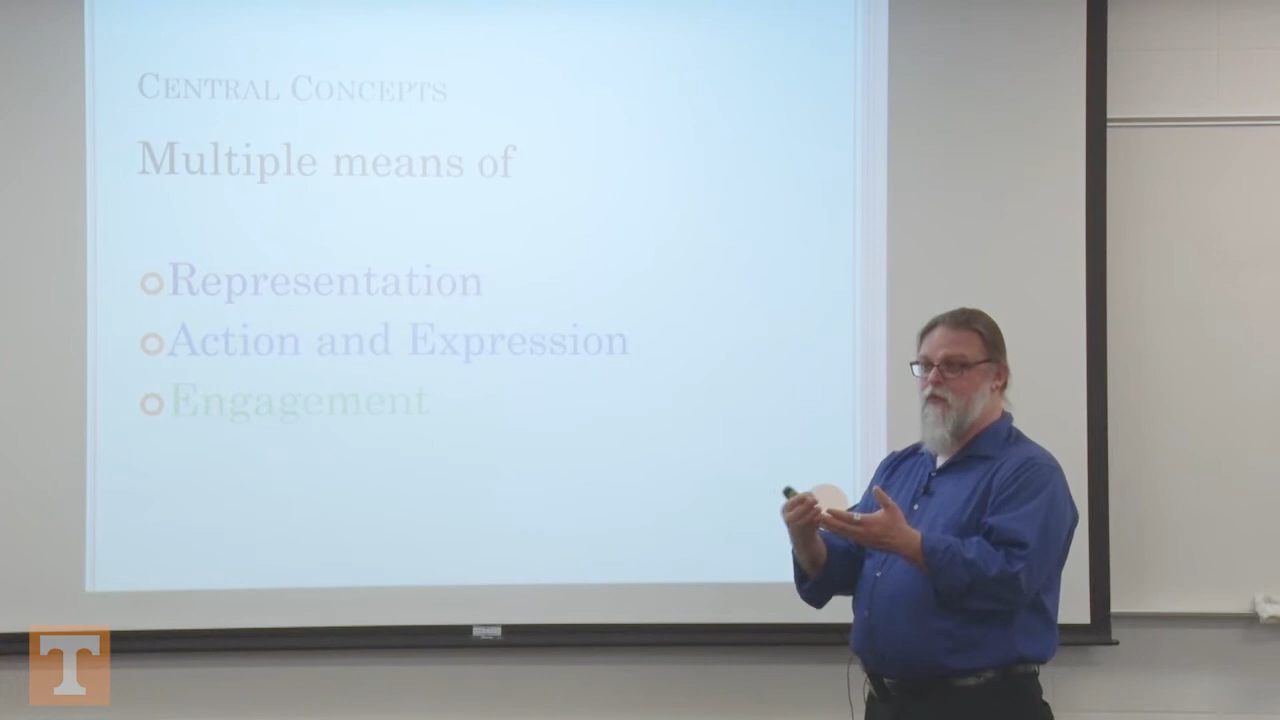 CENTRAL CONCEPTS
Multiple means of
Representation
Action and Expression
Engagement
T